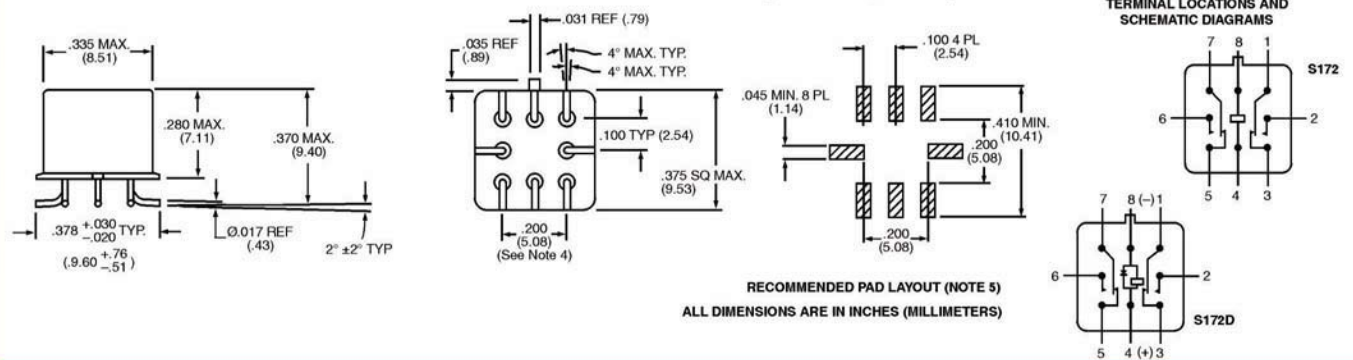 .335 MAX.
(8.51)
.280 MAX.
(7.11)
.370 MAX.
(9.40)
.378 +.030 –.020 TYP.
(.9.60 +.76 –.51)
Ø.017 REF
(.43)
2° ±2° TYP
.031 REF (.79)
.035 REF
(.89)
4° MAX. TYP.
4° MAX. TYP.
.100 TYP (2.54)
.375 SQ MAX.
(9.53)
.200
(5.08)
(See Note 4)
.100 4 PL
(2.54)
.045 MIN. 8 PL
(1.14)
.410 MIN.
(10.41)
.200
(5.08)
.200
(5.08)
RECOMMENDED PAD LAYOUT (NOTE 5)
ALL DIMENSIONS ARE IN INCHES (MILLIMETERS)
TERMINAL LOCATIONS AND
SCHEMATIC DIAGRAMS
7 8 1
S172
6 2
5 4 3
7 8 (–) 1
6 2
S172D
5 4 (+) 3